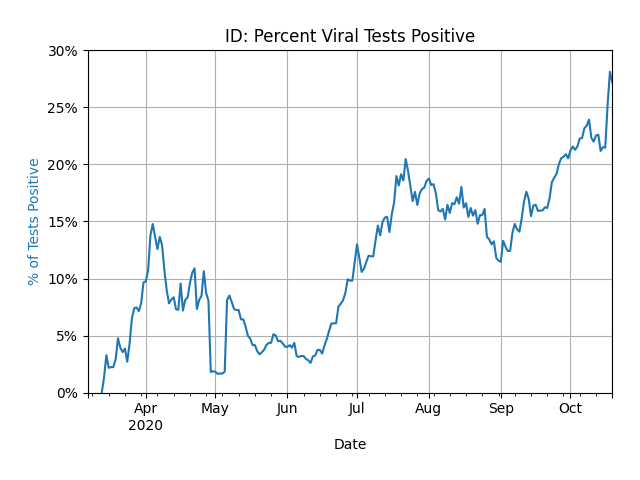 ID: Percent Viral Tests Positive
30%
25%
20%
15%
10%
5%
0%
% of Tests Positive
Apr
2020
May
Jun
Jul
Aug
Sep
Oct
Date